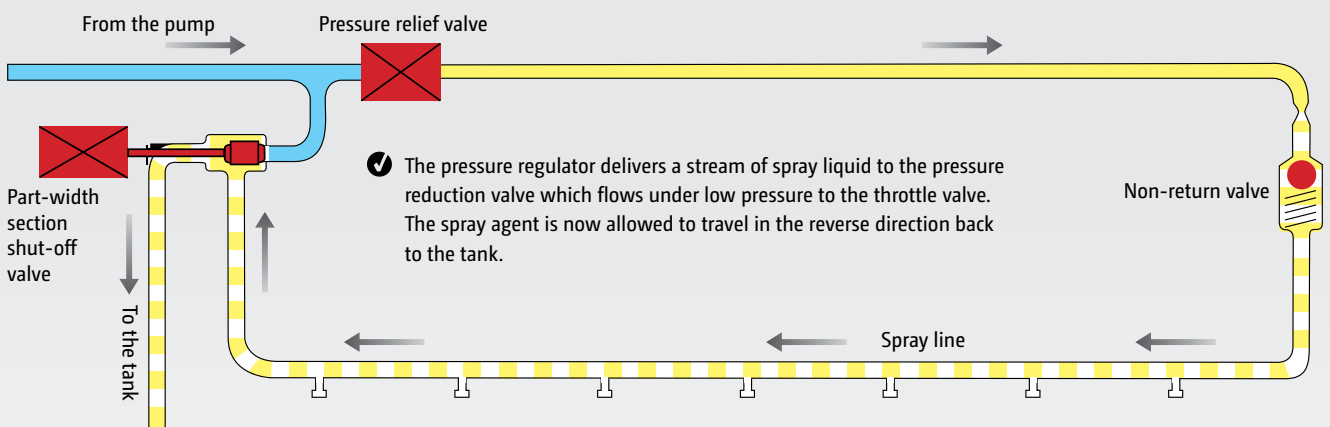 From the pump
Pressure relief valve
The pressure regulator delivers a stream of spray liquid to the pressure
reduction valve which flows under low pressure to the throttle valve.
The spray agent is now allowed to travel in the reverse direction back
to the tank.
Non-return valve
Part-width
section
shut-off
valve
To the tank
Spray line